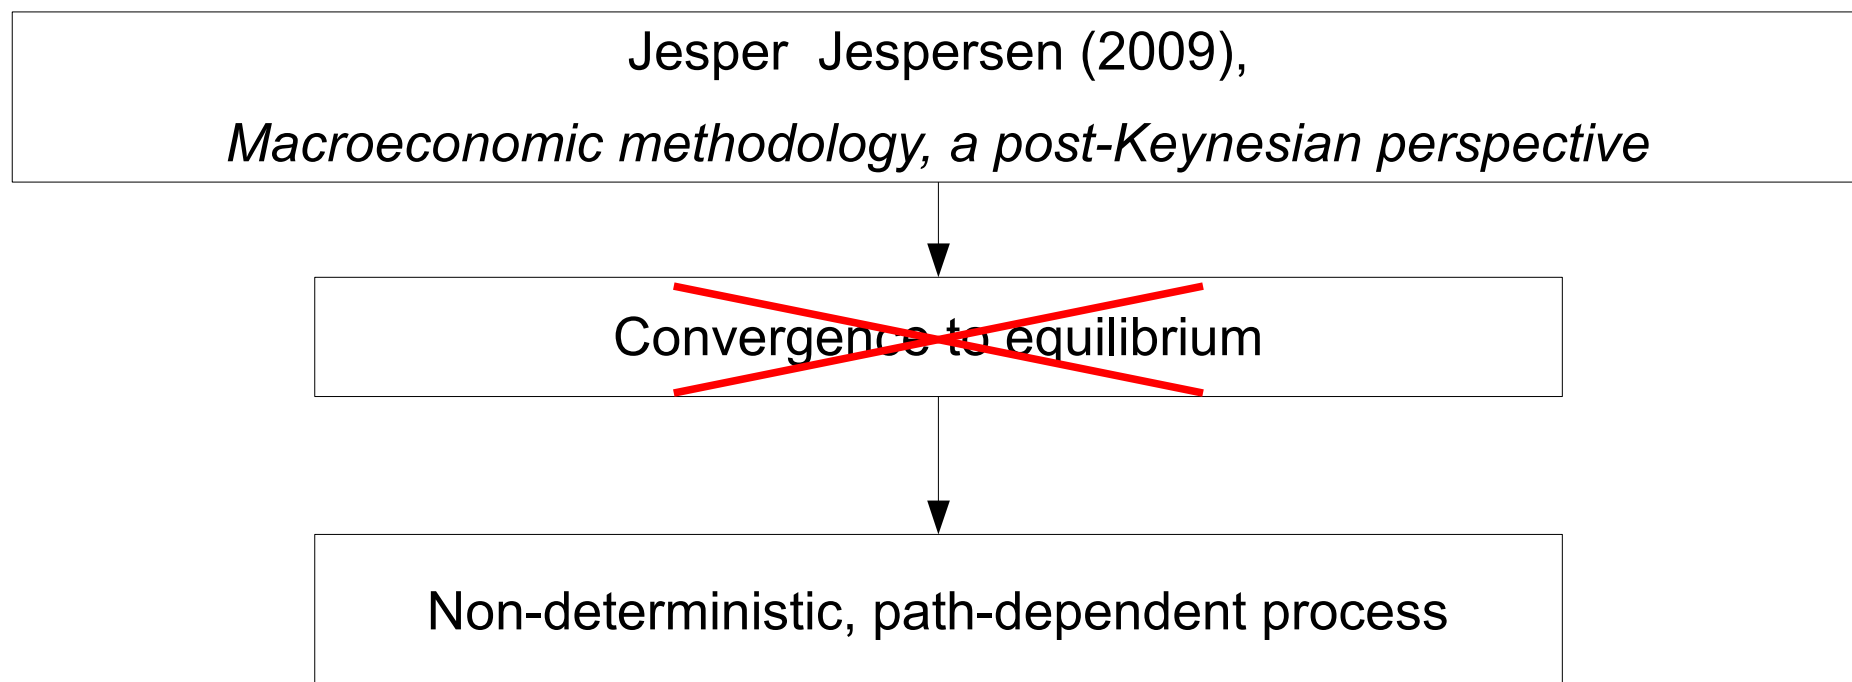 Jesper  Jespersen (2009),
Macroeconomic methodology, a post-Keynesian perspective
Convergence to equilibrium
Non-deterministic, path-dependent process